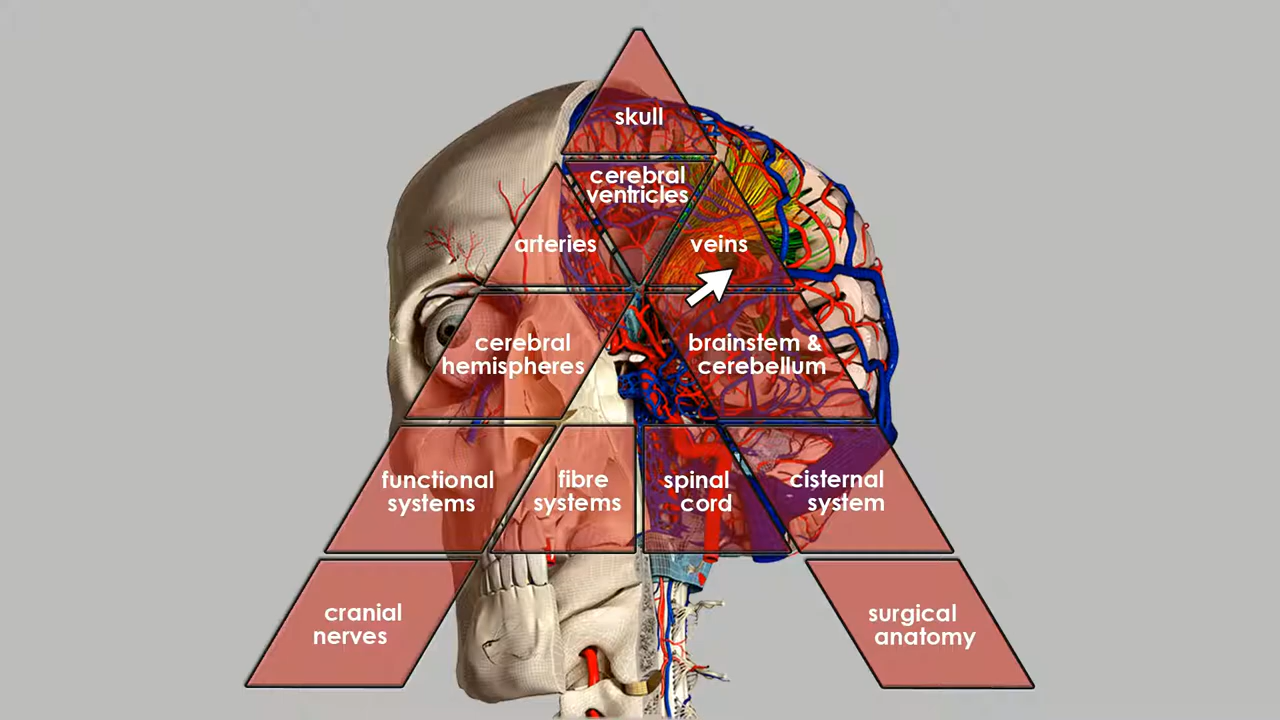 skull
cerebral
ventricles
arteries
veins
cerebral
hemispheres
brainstem &
cerebellum
functional
systems
fibre
systems
spinal
cord
cisternal
system
cranial
nerves
surgical
anatomy